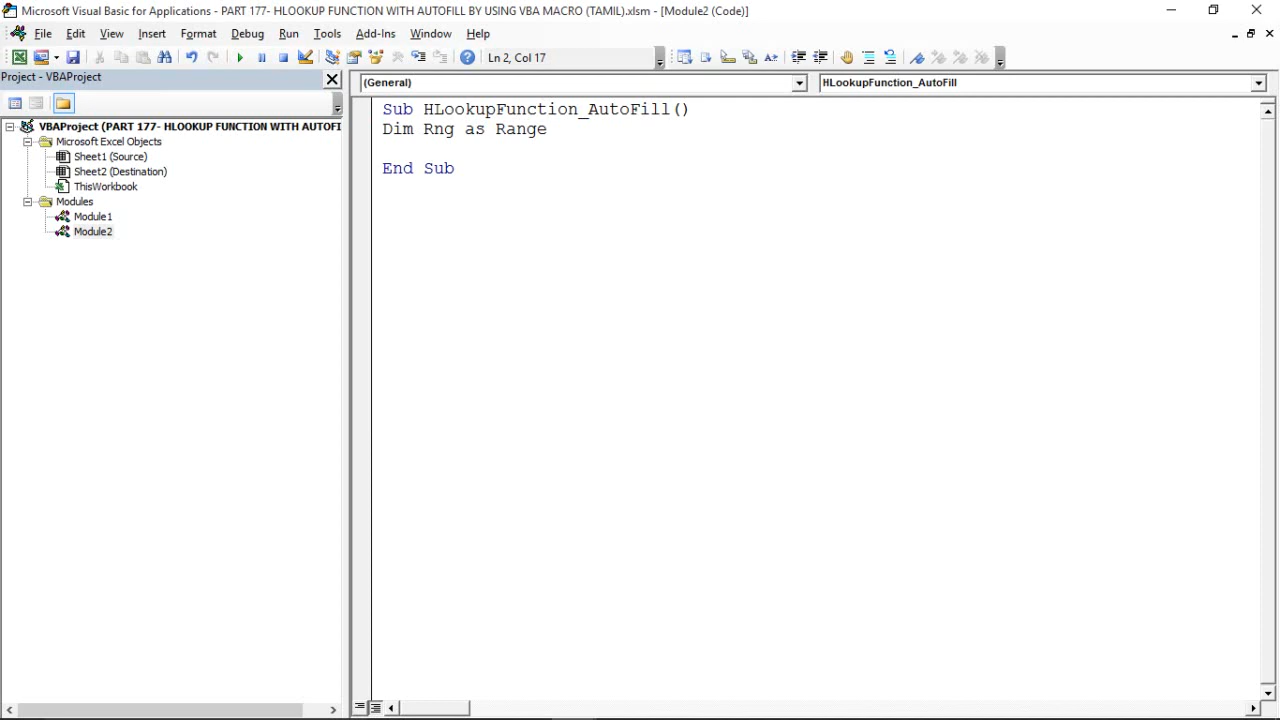 Microsoft Visual Basic for Applications - PART 177- HLOOKUP FUNCTION WITH AUTOFILL BY USING VBA MACRO (TAMIL).xlsm - [Module2 (Code)]
File Edit View Insert Format Debug Run Tools Add-Ins Window Help
Ln 2, Col 17
Project - VBAProject
(General)
HLookupFunction_AutoFill
VBAProject (PART 177- HLOOKUP FUNCTION WITH AUTOFI
Microsoft Excel Objects
Sheet1 (Source)
Sheet2 (Destination)
ThisWorkbook
Modules
Module1
Module2
Sub HLookupFunction_AutoFill()
Dim Rng as Range
End Sub